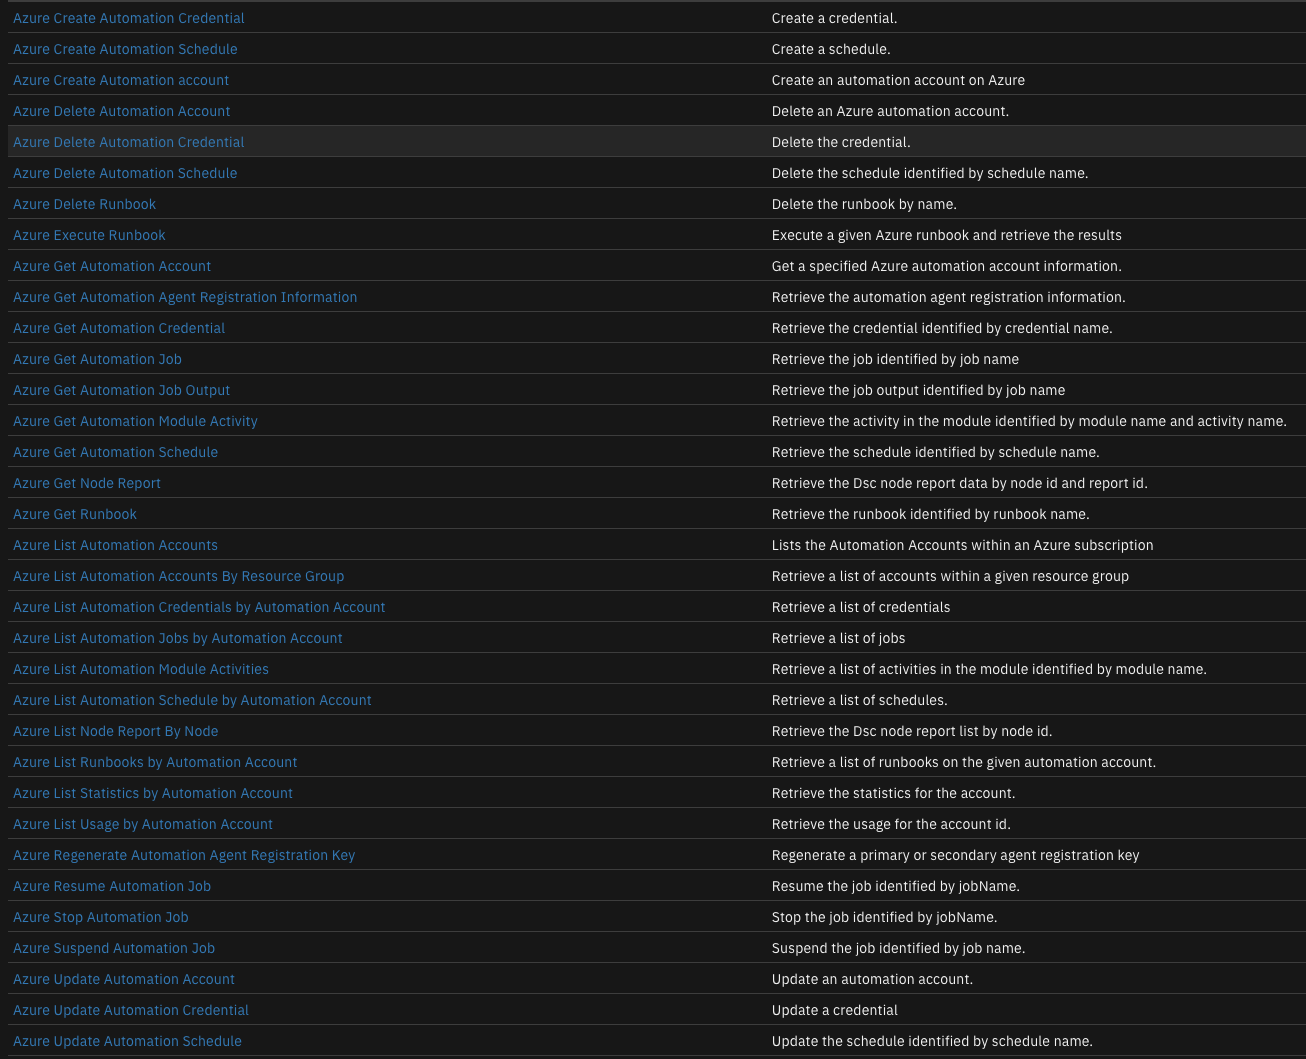 Azure Create Automation Credential Create a credential.
Azure Create Automation Schedule Create a schedule.
Azure Create Automation account Create an automation account on Azure
Azure Delete Automation Account Delete an Azure automation account.
Azure Delete Automation Credential Delete the credential.
Azure Delete Automation Schedule Delete the schedule identified by schedule name.
Azure Delete Runbook Delete the runbook by name.
Azure Execute Runbook Execute a given Azure runbook and retrieve the results
Azure Get Automation Account Get a specified Azure automation account information.
Azure Get Automation Agent Registration Information Retrieve the automation agent registration information.
Azure Get Automation Credential Retrieve the credential identified by credential name.
Azure Get Automation Job Retrieve the job identified by job name
Azure Get Automation Job Output Retrieve the job output identified by job name
Azure Get Automation Module Activity Retrieve the activity in the module identified by module name and activity name.
Azure Get Automation Schedule Retrieve the schedule identified by schedule name.
Azure Get Node Report Retrieve the Dsc node report data by node id and report id.
Azure Get Runbook Retrieve the runbook identified by runbook name.
Azure List Automation Accounts Lists the Automation Accounts within an Azure subscription
Azure List Automation Accounts By Resource Group Retrieve a list of accounts within a given resource group
Azure List Automation Credentials by Automation Account Retrieve a list of credentials
Azure List Automation Jobs by Automation Account Retrieve a list of jobs
Azure List Automation Module Activities Retrieve a list of activities in the module identified by module name.
Azure List Automation Schedule by Automation Account Retrieve a list of schedules.
Azure List Node Report By Node Retrieve the Dsc node report list by node id.
Azure List Runbooks by Automation Account Retrieve a list of runbooks on the given automation account.
Azure List Statistics by Automation Account Retrieve the statistics for the account.
Azure List Usage by Automation Account Retrieve the usage for the account id.
Azure Regenerate Automation Agent Registration Key Regenerate a primary or secondary agent registration key
Azure Resume Automation Job Resume the job identified by jobName.
Azure Stop Automation Job Stop the job identified by jobName.
Azure Suspend Automation Job Suspend the job identified by job name.
Azure Update Automation Account Update an automation account.
Azure Update Automation Credential Update a credential
Azure Update Automation Schedule Update the schedule identified by schedule name.